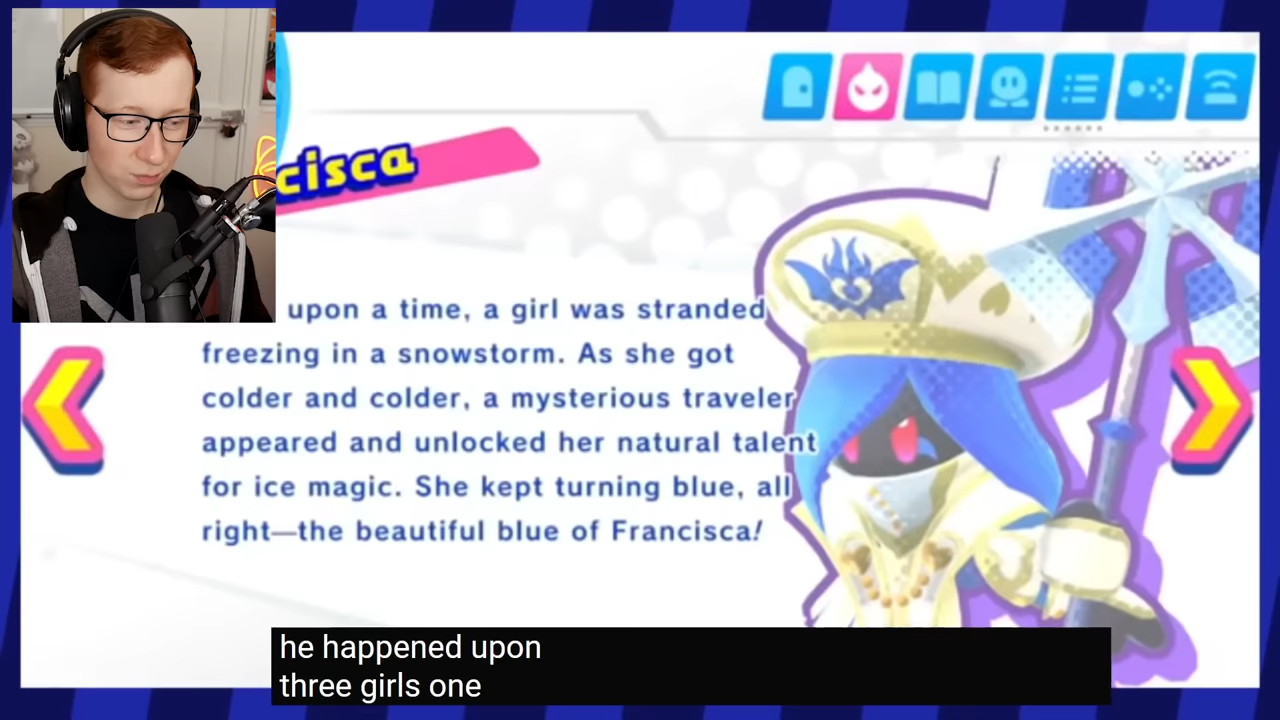 cisca
upon a time, a girl was stranded
freezing in a snowstorm. As she got
colder and colder, a mysterious traveler
appeared and unlocked her natural talent
for ice magic. She kept turning blue, all
right—the beautiful blue of Francisca!
he happened upon
three girls one